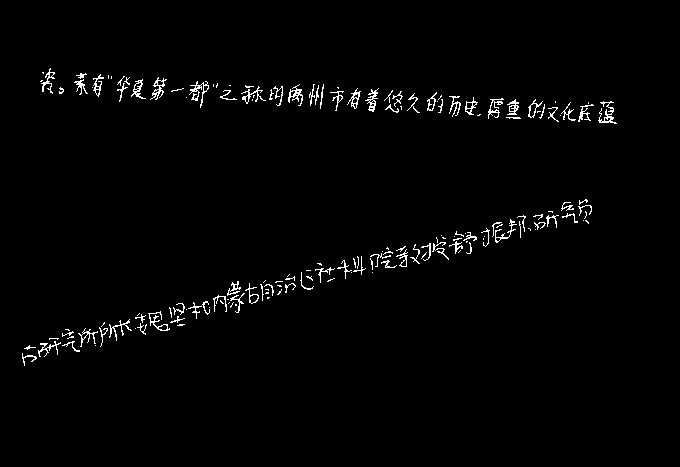 资。素有"华夏第一都"之称的禹州市有着悠久的历史、厚重的文化底蕴
古研究所所长魏坚和内蒙古自治区社科院教授舒振邦、研究员